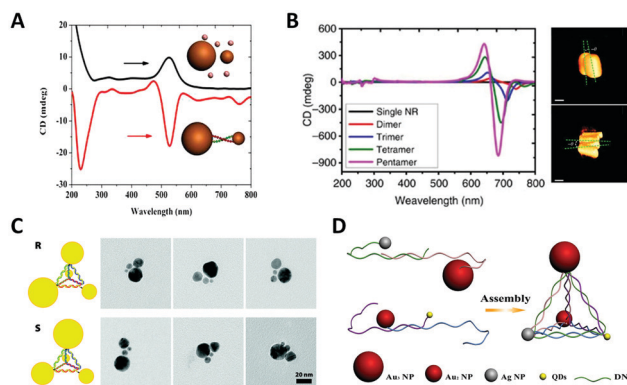 A
CD (mdeg)
20
10
0
-10
-20
-30
200 300 400 500 600 700 800
Wavelength (nm)
B
CD (mdeg)
600
300
0
-300
-600
-900
Single NR
Dimer
Trimer
Tetramer
Pentamer
200 300 400 500 600 700 800
Wavelength (nm)
C
R
S
20 nm
D
Assembly
Au₁ NP
Ag NP
QDs
DN